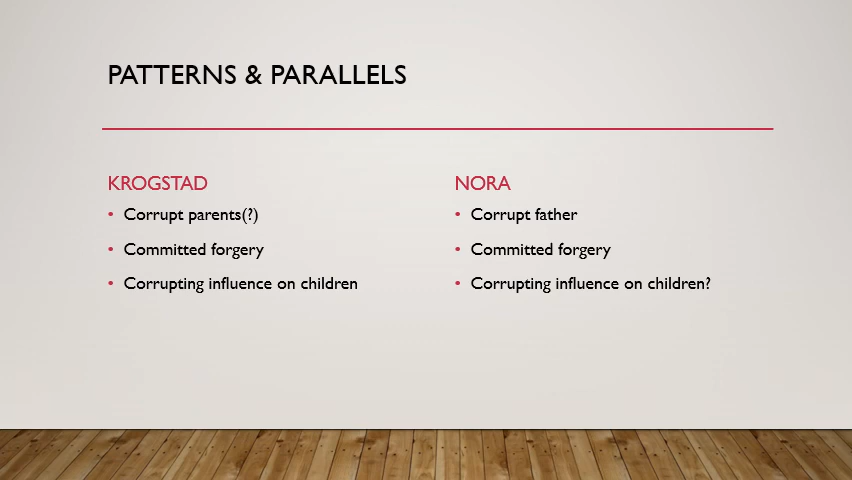 PATTERNS & PARALLELS
KROGSTAD
• Corrupt parents(?)
• Committed forgery
• Corrupting influence on children
NORA
• Corrupt father
• Committed forgery
• Corrupting influence on children?